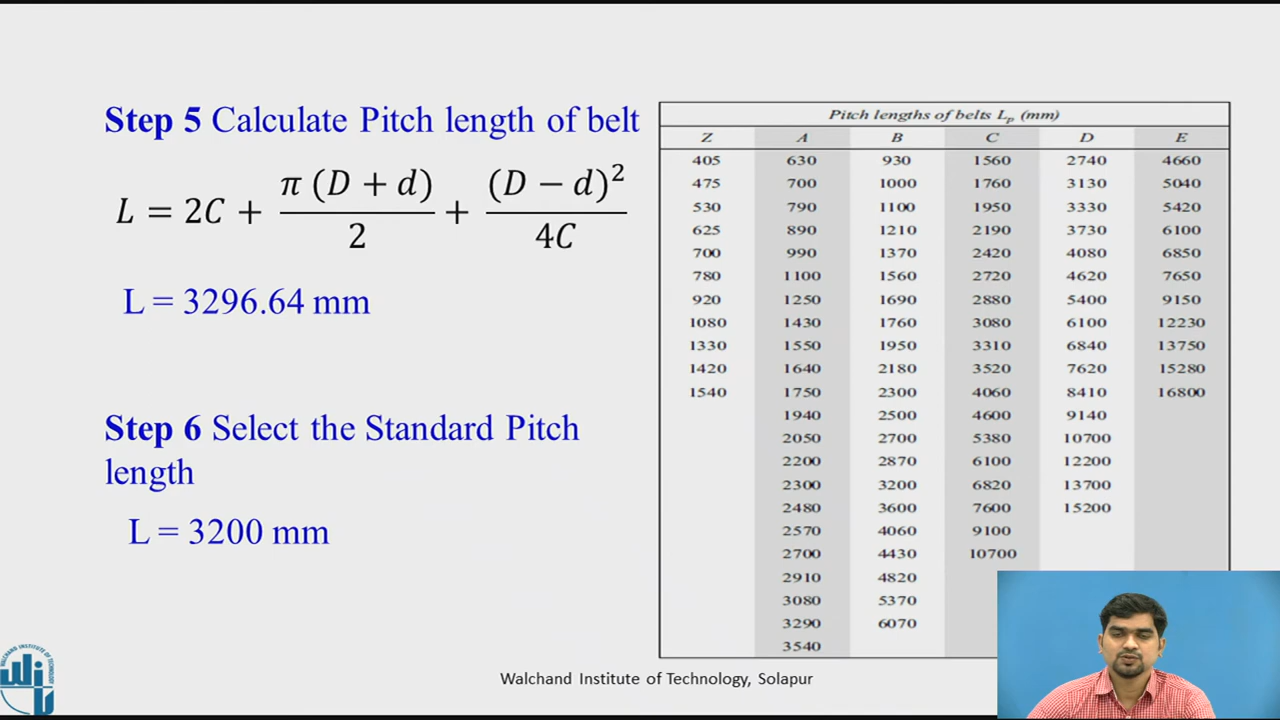 Step 5 Calculate Pitch length of belt
L = 2C + π (D + d) / 2 + (D − d)² / 4C
L = 3296.64 mm
Step 6 Select the Standard Pitch
length
L = 3200 mm
Pitch lengths of belts Lp (mm)
Z A B C D E
405 630 930 1560 2740 4660
475 700 1000 1760 3130 5040
530 790 1100 1950 3330 5420
625 890 1210 2190 3730 6100
700 990 1370 2420 4080 6850
780 1100 1560 2720 4620 7650
920 1250 1690 2880 5400 9150
1080 1430 1760 3080 6100 12230
1330 1550 1950 3310 6840 13750
1420 1640 2180 3520 7620 15280
1540 1750 2300 4060 8410 16800
1940 2500 4600 9140
2050 2700 5380 10700
2200 2870 6100 12200
2300 3200 6820 13700
2480 3600 7600 15200
2570 4060 9100
2700 4430 10700
2910 4820
3080 5370
3290 6070
3540
WALCHAND INSTITUTE OF TECHNOLOGY
WIT
Walchand Institute of Technology, Solapur